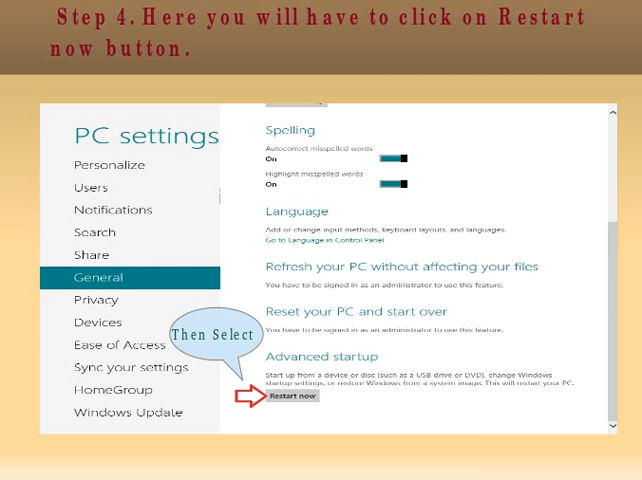 Step 4. Here you will have to click on Restart
now button.
PC settings
Personalize
Users
Notifications
Search
Share
General
Privacy
Devices
Ease of Access
Sync your settings
HomeGroup
Windows Update
Spelling
Autocorrect misspelled words
On
Highlight misspelled words
On
Language
Add or change input methods, keyboard layouts, and languages.
Go to Language in Control Panel
Refresh your PC without affecting your files
You have to be signed in as an administrator to use this feature.
Reset your PC and start over
You have to be signed in as an administrator to use this feature.
Then Select
Advanced startup
Start up from a device or disc (such as a USB drive or DVD), change Windows
startup settings, or restore Windows from a system image. This will restart your PC.
Restart now